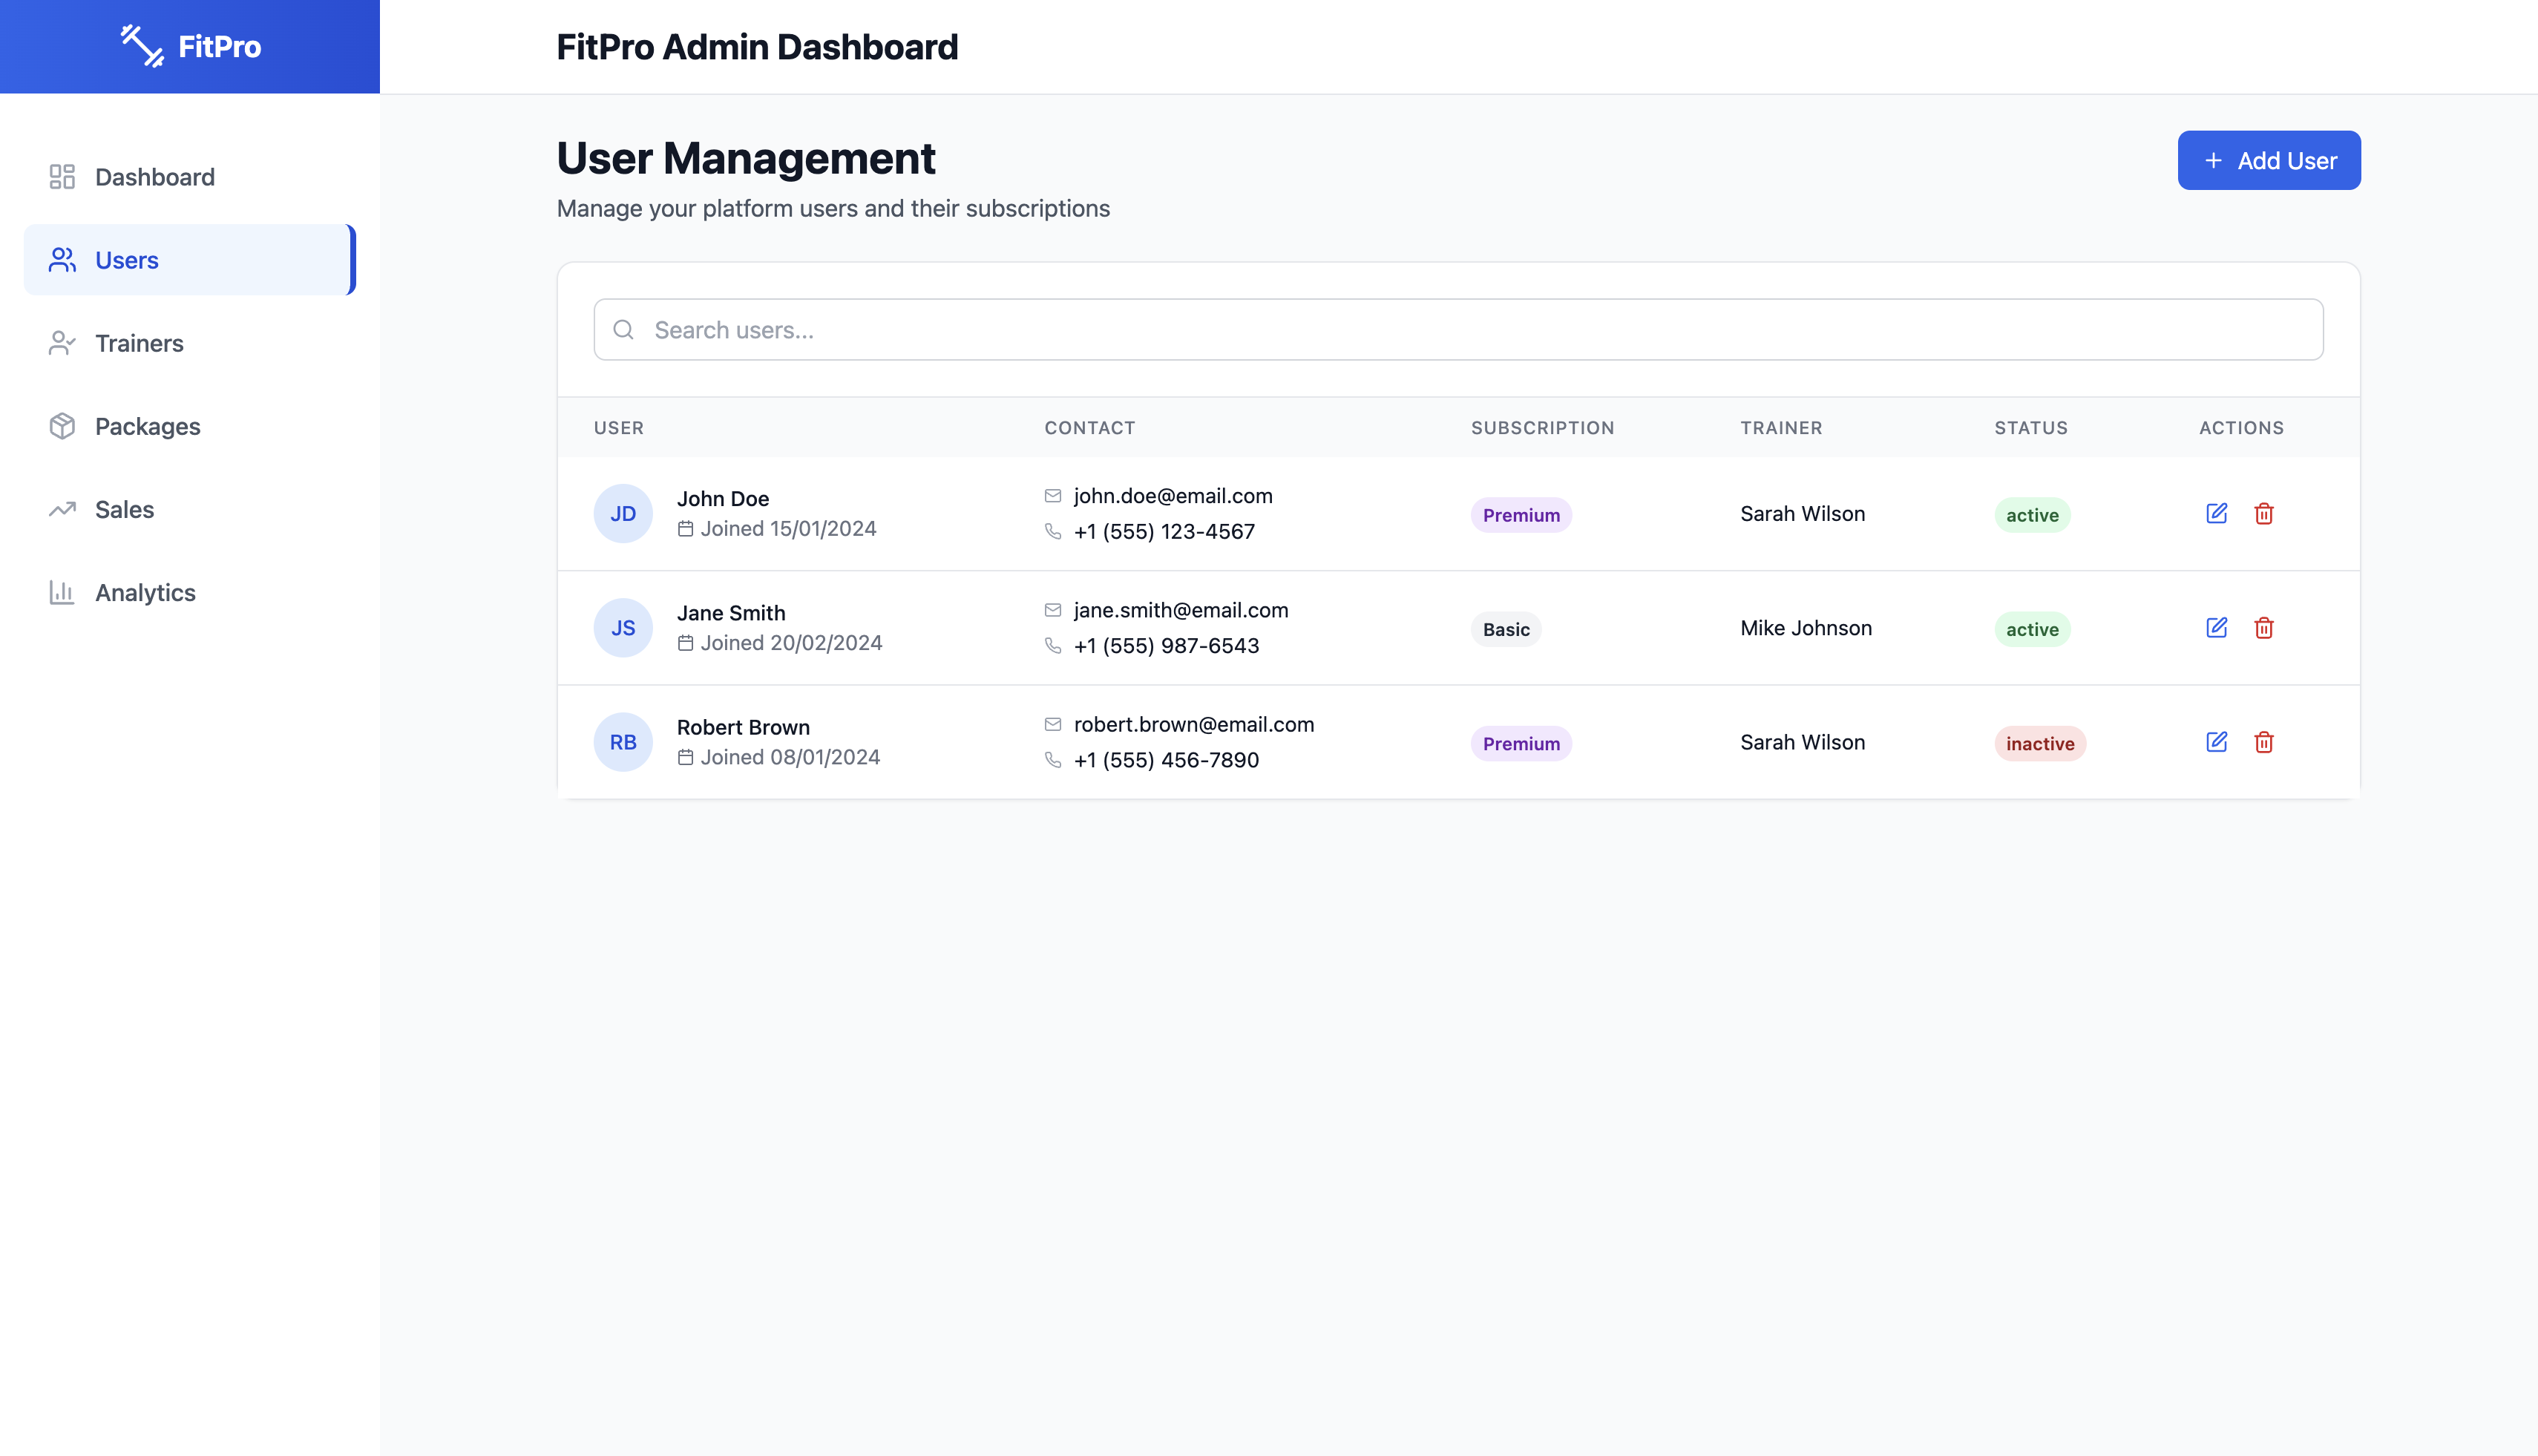 FitPro
FitPro Admin Dashboard
Dashboard
Users
Trainers
Packages
Sales
Analytics
User Management
Manage your platform users and their subscriptions
+ Add User
Search users...
USER CONTACT SUBSCRIPTION TRAINER STATUS ACTIONS
JD
John Doe
Joined 15/01/2024
john.doe@email.com
+1 (555) 123-4567
Premium
Sarah Wilson
active
JS
Jane Smith
Joined 20/02/2024
jane.smith@email.com
+1 (555) 987-6543
Basic
Mike Johnson
active
RB
Robert Brown
Joined 08/01/2024
robert.brown@email.com
+1 (555) 456-7890
Premium
Sarah Wilson
inactive